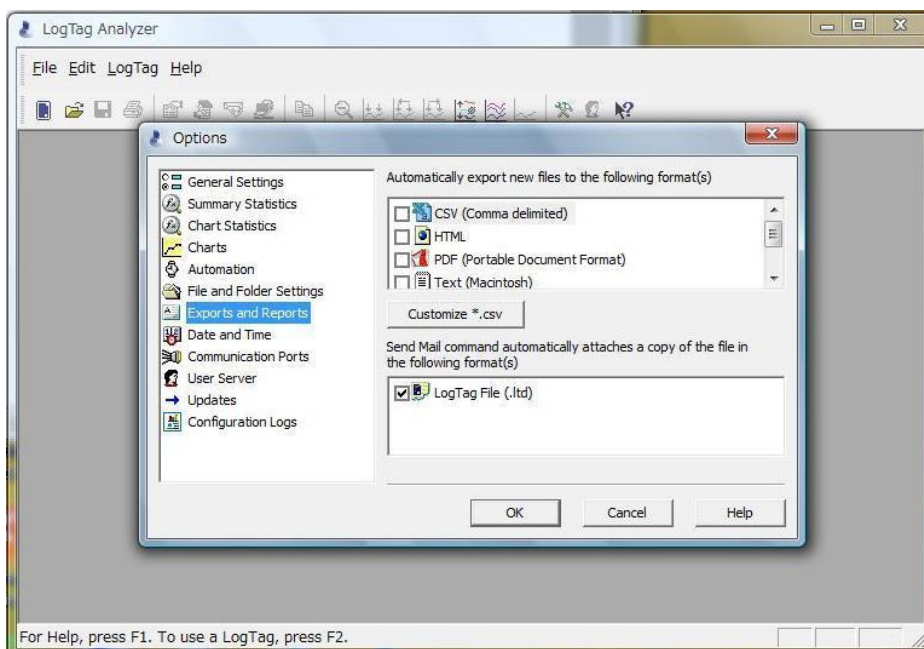 LogTag Analyzer
File Edit LogTag Help
Options
General Settings
Summary Statistics
Chart Statistics
Charts
Automation
File and Folder Settings
Exports and Reports
Date and Time
Communication Ports
User Server
Updates
Configuration Logs
Automatically export new files to the following format(s)
CSV (Comma delimited)
HTML
PDF (Portable Document Format)
Text (Macintosh)
Customize *.csv
Send Mail command automatically attaches a copy of the file in
the following format(s)
LogTag File (.ltd)
OK Cancel Help
For Help, press F1. To use a LogTag, press F2.